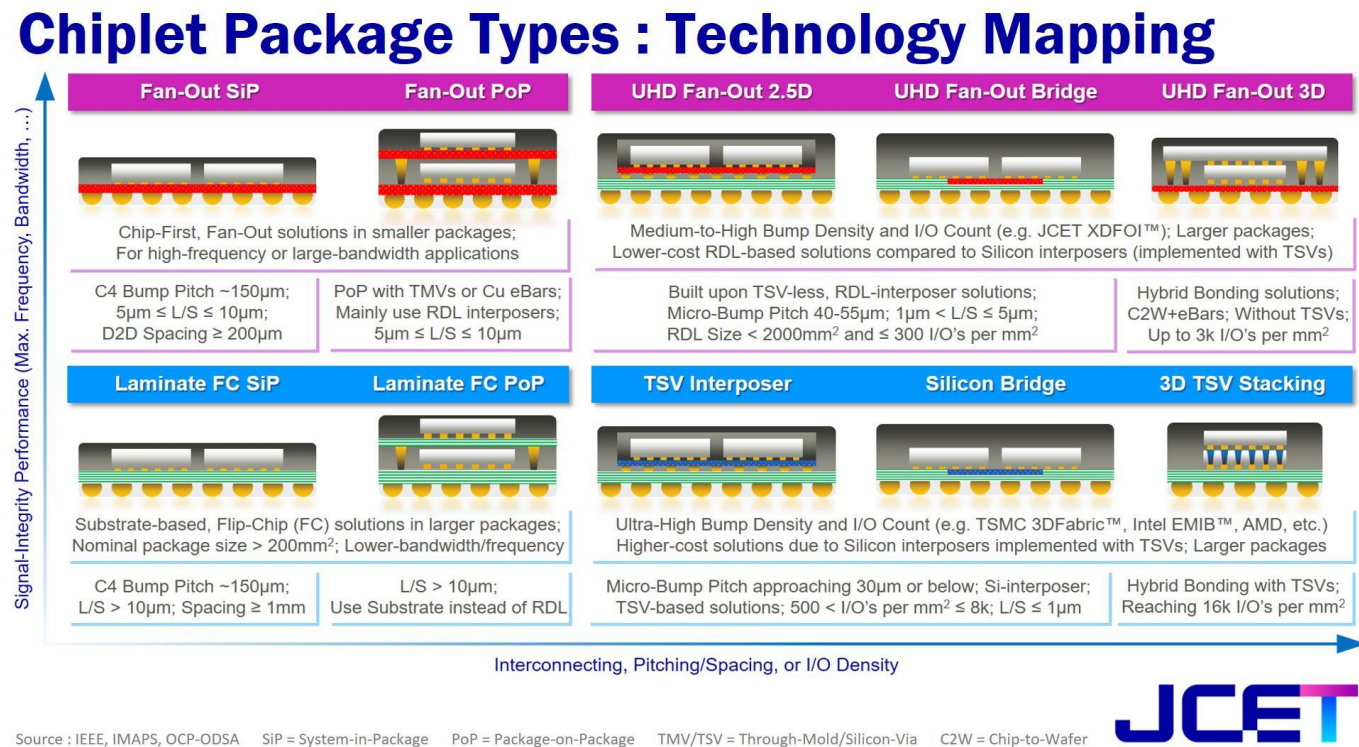 Chiplet Package Types : Technology Mapping
Signal-Integrity Performance (Max. Frequency, Bandwidth, …)
Fan-Out SiP
Fan-Out PoP
Chip-First, Fan-Out solutions in smaller packages;
For high-frequency or large-bandwidth applications
C4 Bump Pitch ~150µm;
5µm ≤ L/S ≤ 10µm;
D2D Spacing ≥ 200µm
PoP with TMVs or Cu eBars;
Mainly use RDL interposers;
5µm ≤ L/S ≤ 10µm
UHD Fan-Out 2.5D
UHD Fan-Out Bridge
UHD Fan-Out 3D
Medium-to-High Bump Density and I/O Count (e.g. JCET XDFOI™); Larger packages;
Lower-cost RDL-based solutions compared to Silicon interposers (implemented with TSVs)
Built upon TSV-less, RDL-interposer solutions;
Micro-Bump Pitch 40-55µm; 1µm < L/S ≤ 5µm;
RDL Size < 2000mm² and ≤ 300 I/O's per mm²
Hybrid Bonding solutions;
C2W+eBars; Without TSVs;
Up to 3k I/O's per mm²
Laminate FC SiP
Laminate FC PoP
Substrate-based, Flip-Chip (FC) solutions in larger packages;
Nominal package size > 200mm²; Lower-bandwidth/frequency
C4 Bump Pitch ~150µm;
L/S > 10µm; Spacing ≥ 1mm
L/S > 10µm;
Use Substrate instead of RDL
TSV Interposer
Silicon Bridge
3D TSV Stacking
Ultra-High Bump Density and I/O Count (e.g. TSMC 3DFabric™, Intel EMIB™, AMD, etc.)
Higher-cost solutions due to Silicon interposers implemented with TSVs; Larger packages
Micro-Bump Pitch approaching 30µm or below; Si-interposer;
TSV-based solutions; 500 < I/O's per mm² ≤ 8k; L/S ≤ 1µm
Hybrid Bonding with TSVs;
Reaching 16k I/O's per mm²
Interconnecting, Pitching/Spacing, or I/O Density
JCET
Source : IEEE, IMAPS, OCP-ODSA SiP = System-in-Package PoP = Package-on-Package TMV/TSV = Through-Mold/Silicon-Via C2W = Chip-to-Wafer